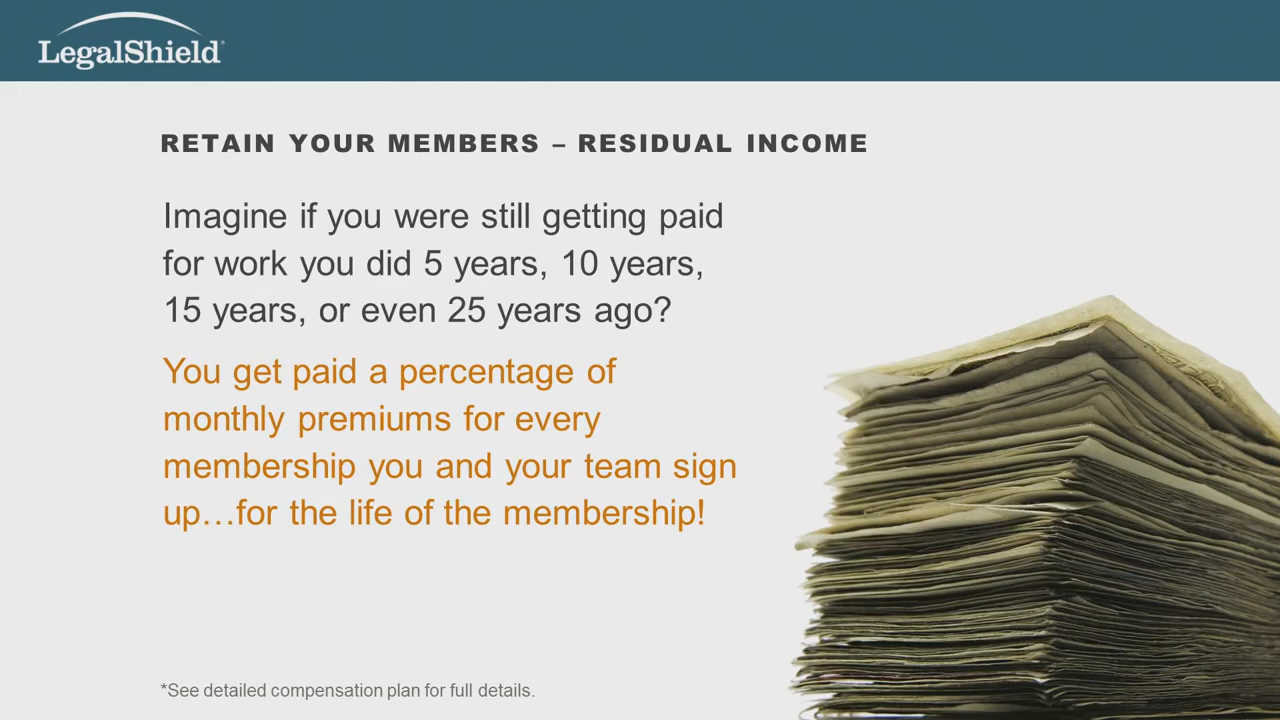 LegalShield
RETAIN YOUR MEMBERS – RESIDUAL INCOME
Imagine if you were still getting paid
for work you did 5 years, 10 years,
15 years, or even 25 years ago?
You get paid a percentage of
monthly premiums for every
membership you and your team sign
up…for the life of the membership!
*See detailed compensation plan for full details.